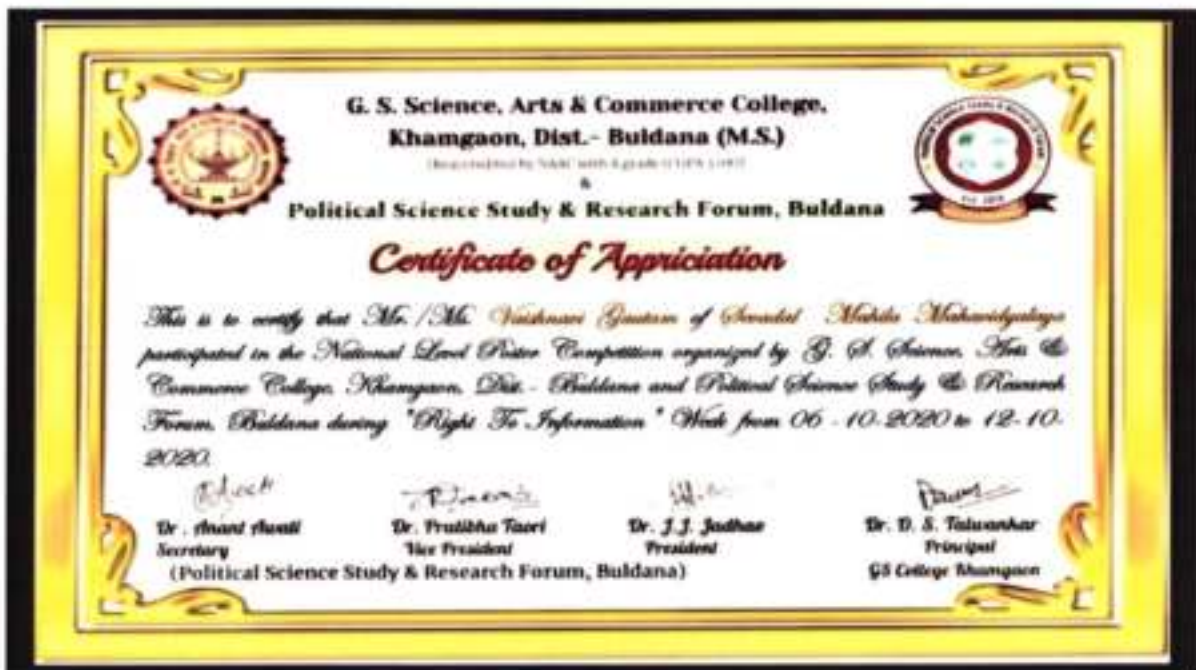 G. S. Science, Arts & Commerce College,
Khamgaon, Dist.- Buldana (M.S.)
&
Political Science Study & Research Forum, Buldana
Certificate of Appriciation
This is to certify that Mr. / Ms. Vaishnavi Gautam of Sevadal Mahila Mahavidyalaya
participated in the National Level Poster Competition organized by G. S. Science, Arts &
Commerce College, Khamgaon, Dist. - Buldana and Political Science Study & Research
Forum, Buldana during "Right To Information" Week from 06 -10-2020 to 12-10-
2020.
Dr . Anant Awati Dr. Pratibha Taori Dr. J.J. Jadhao Dr. D. S. Talwankar
Secretary Vice President President Principal
(Political Science Study & Research Forum, Buldana) GS College Khamgaon